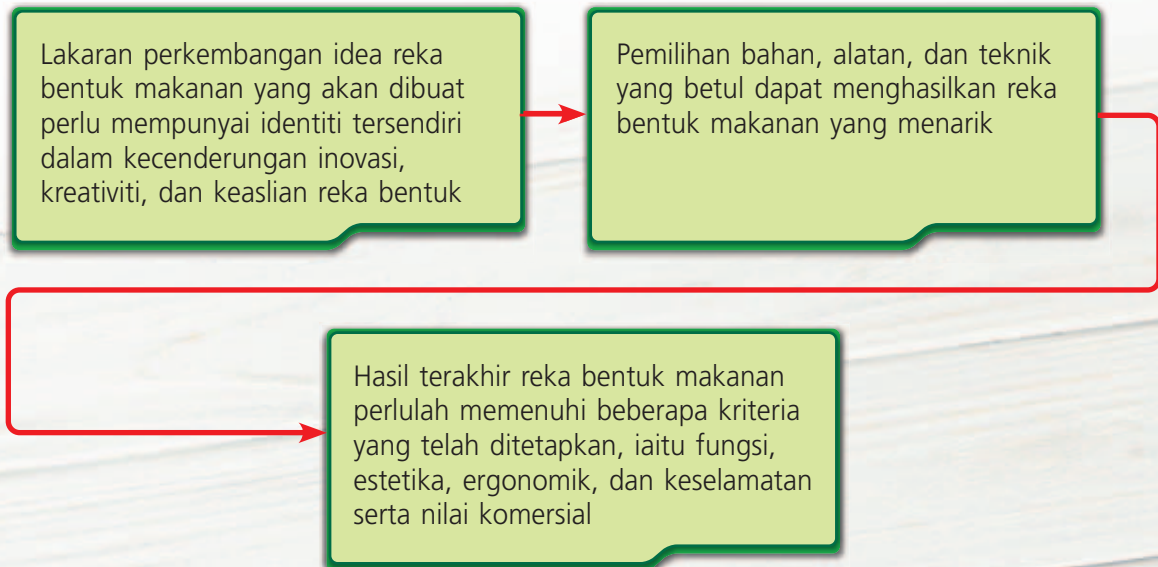 Lakaran perkembangan idea reka
bentuk makanan yang akan dibuat
perlu mempunyai identiti tersendiri
dalam kecenderungan inovasi,
kreativiti, dan keaslian reka bentuk
Pemilihan bahan, alatan, dan teknik
yang betul dapat menghasilkan reka
bentuk makanan yang menarik
Hasil terakhir reka bentuk makanan
perlulah memenuhi beberapa kriteria
yang telah ditetapkan, iaitu fungsi,
estetika, ergonomik, dan keselamatan
serta nilai komersial